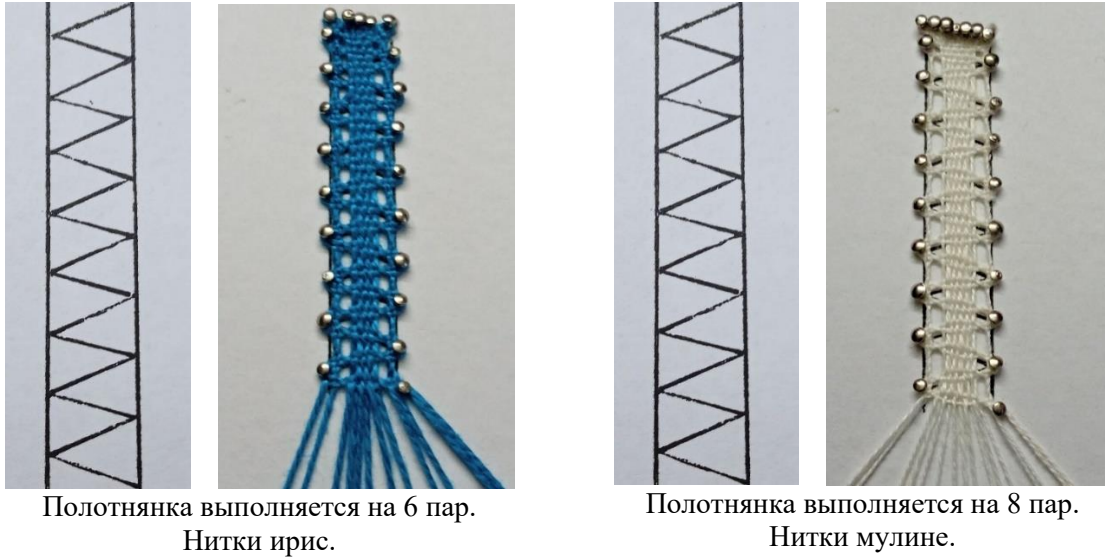 Полотнянка выполняется на 6 пар.
Нитки ирис.
Полотнянка выполняется на 8 пар.
Нитки мулине.